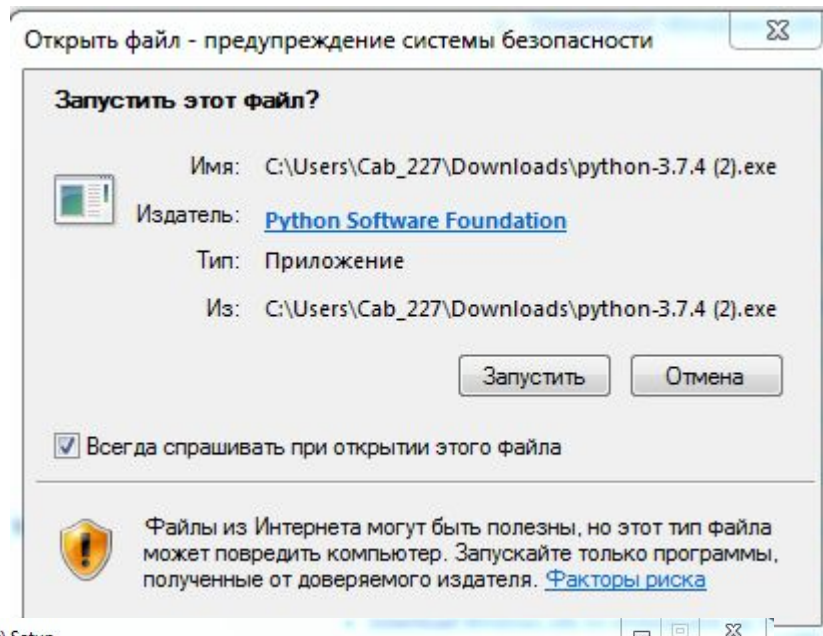 Открыть файл - предупреждение системы безопасности
Запустить этот файл?
Имя: C:\Users\Cab_227\Downloads\python-3.7.4 (2).exe
Издатель: Python Software Foundation
Тип: Приложение
Из: C:\Users\Cab_227\Downloads\python-3.7.4 (2).exe
Запустить Отмена
Всегда спрашивать при открытии этого файла
Файлы из Интернета могут быть полезны, но этот тип файла
может повредить компьютер. Запускайте только программы,
полученные от доверяемого издателя. Факторы риска